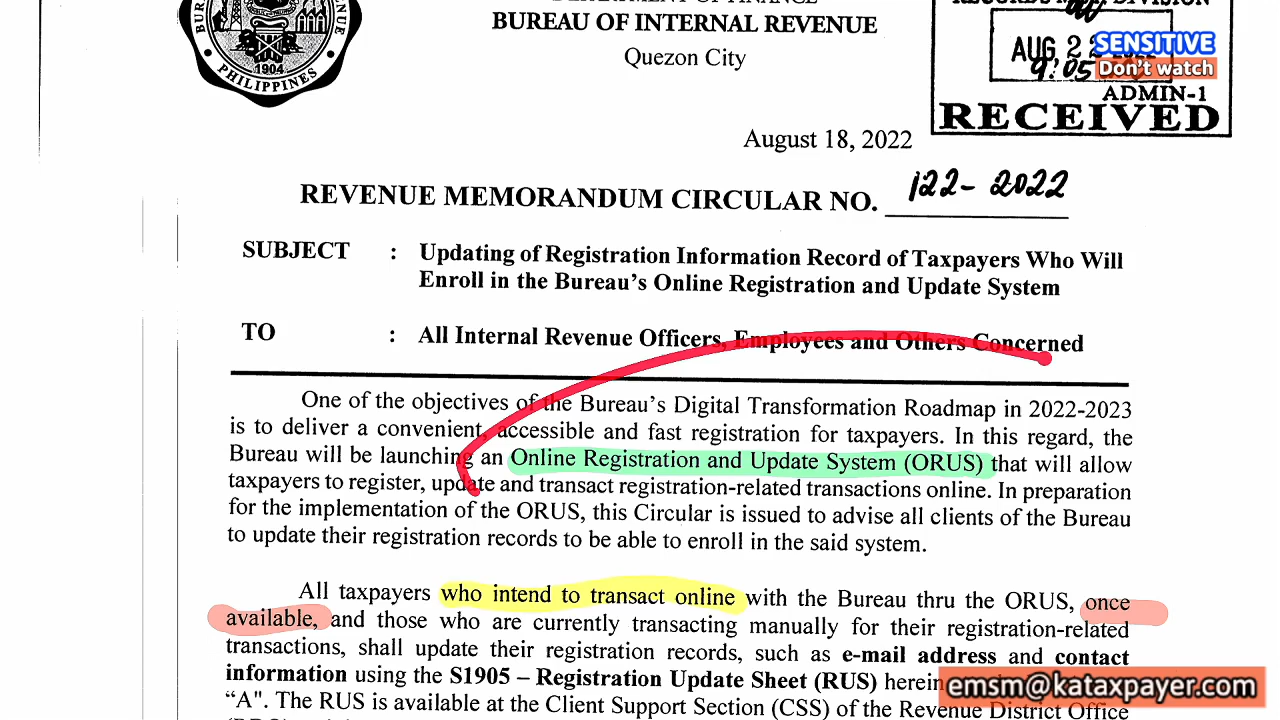 BUREAU OF INTERNAL REVENUE
Quezon City
1904
PHILIPPINES
AUG 22
9:05
SENSITIVE
Don't watch
ADMIN-1
RECEIVED
August 18, 2022
REVENUE MEMORANDUM CIRCULAR NO. 122-2022
SUBJECT : Updating of Registration Information Record of Taxpayers Who Will
Enroll in the Bureau's Online Registration and Update System
TO : All Internal Revenue Officers, Employees and Others Concerned
One of the objectives of the Bureau's Digital Transformation Roadmap in 2022-2023
is to deliver a convenient, accessible and fast registration for taxpayers. In this regard, the
Bureau will be launching an Online Registration and Update System (ORUS) that will allow
taxpayers to register, update and transact registration-related transactions online. In preparation
for the implementation of the ORUS, this Circular is issued to advise all clients of the Bureau
to update their registration records to be able to enroll in the said system.
All taxpayers who intend to transact online with the Bureau thru the ORUS, once
available, and those who are currently transacting manually for their registration-related
transactions, shall update their registration records, such as e-mail address and contact
information using the S1905 – Registration Update Sheet (RUS) herein
"A". The RUS is available at the Client Support Section (CSS) of the Revenue District Office
emsm@kataxpayer.com